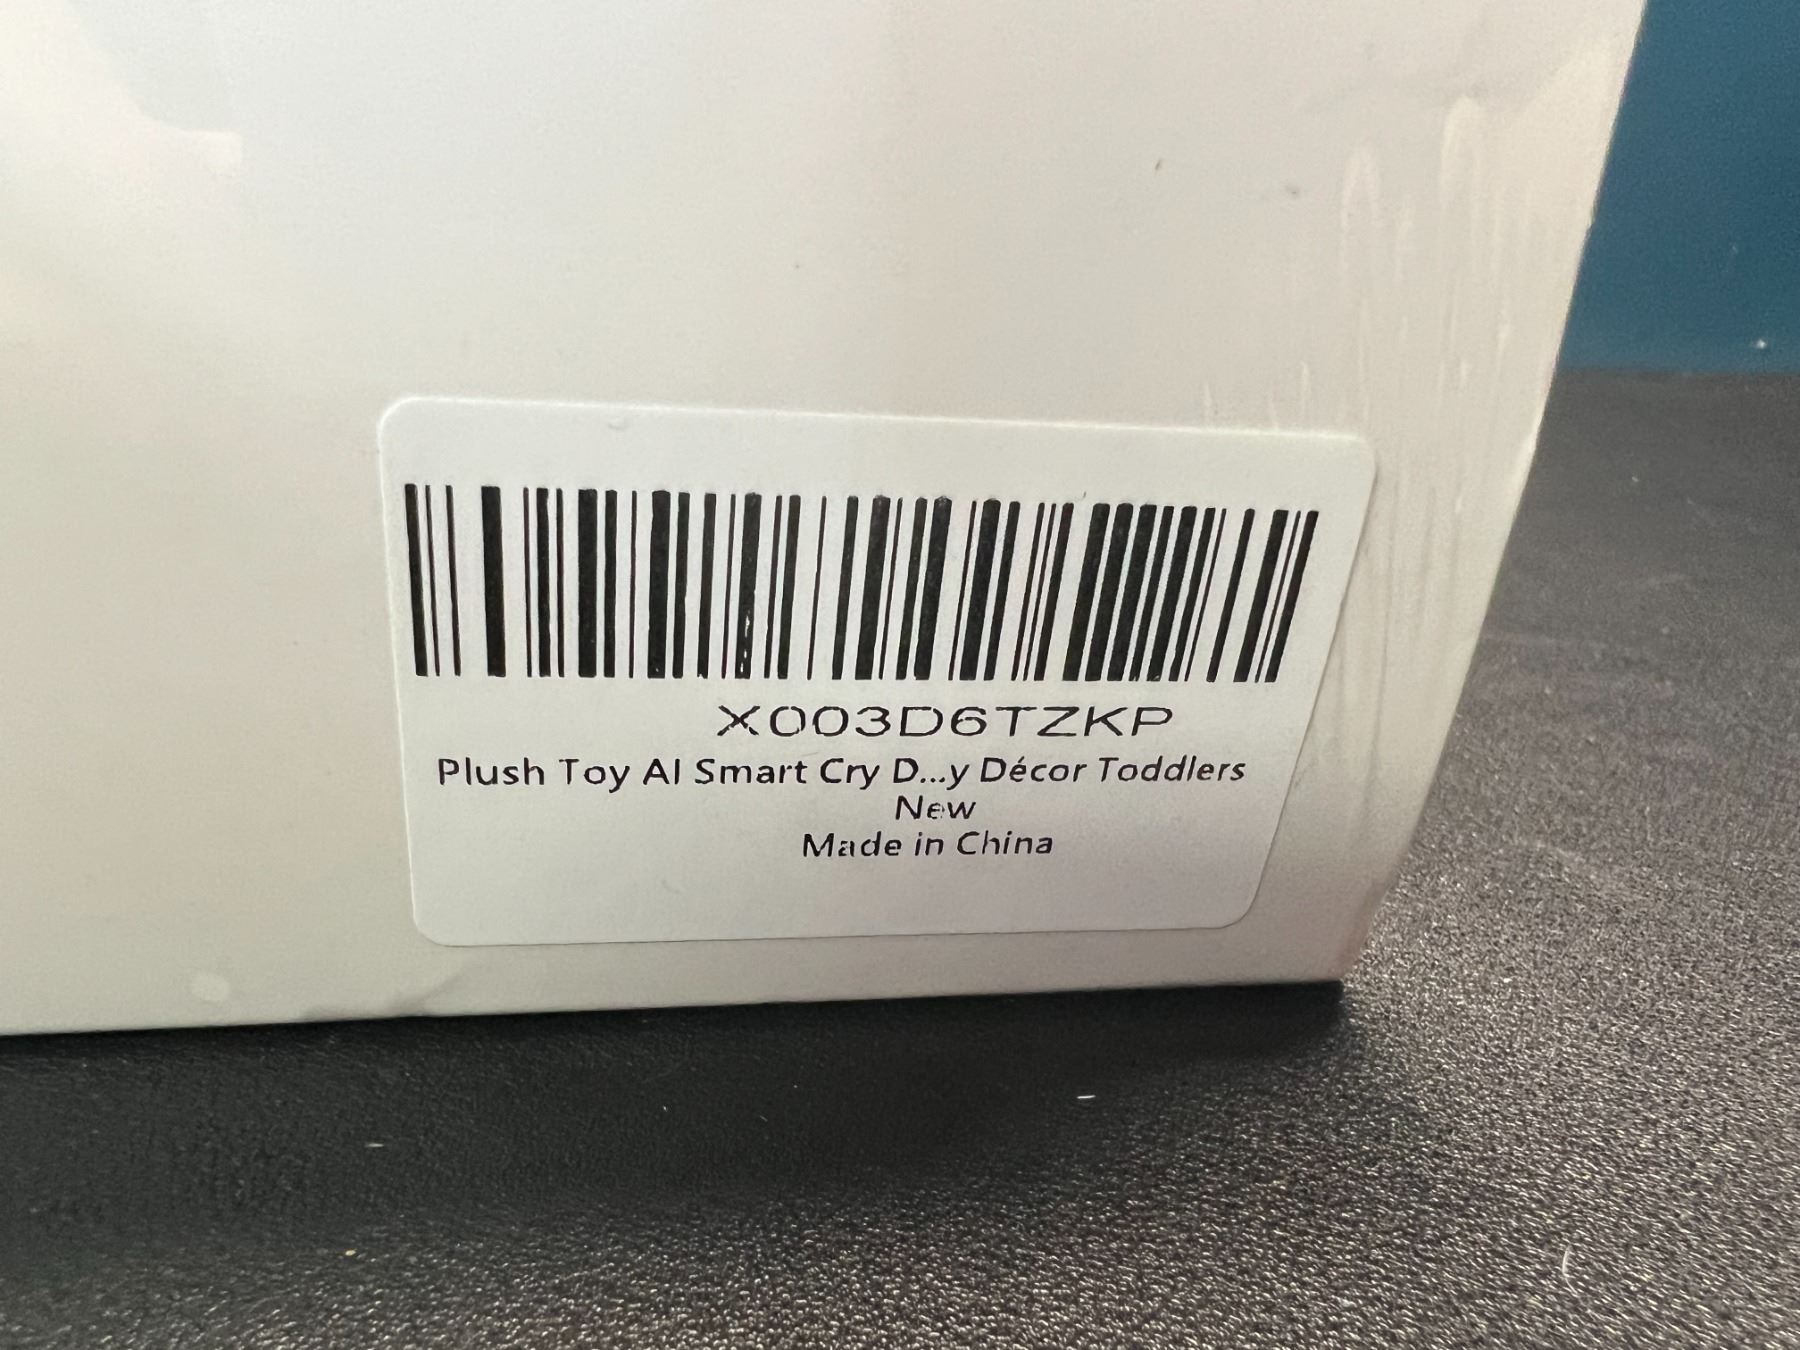 X003D6TZKP
Plush Toy AI Smart Cry D...y Décor Toddlers
New
Made in China